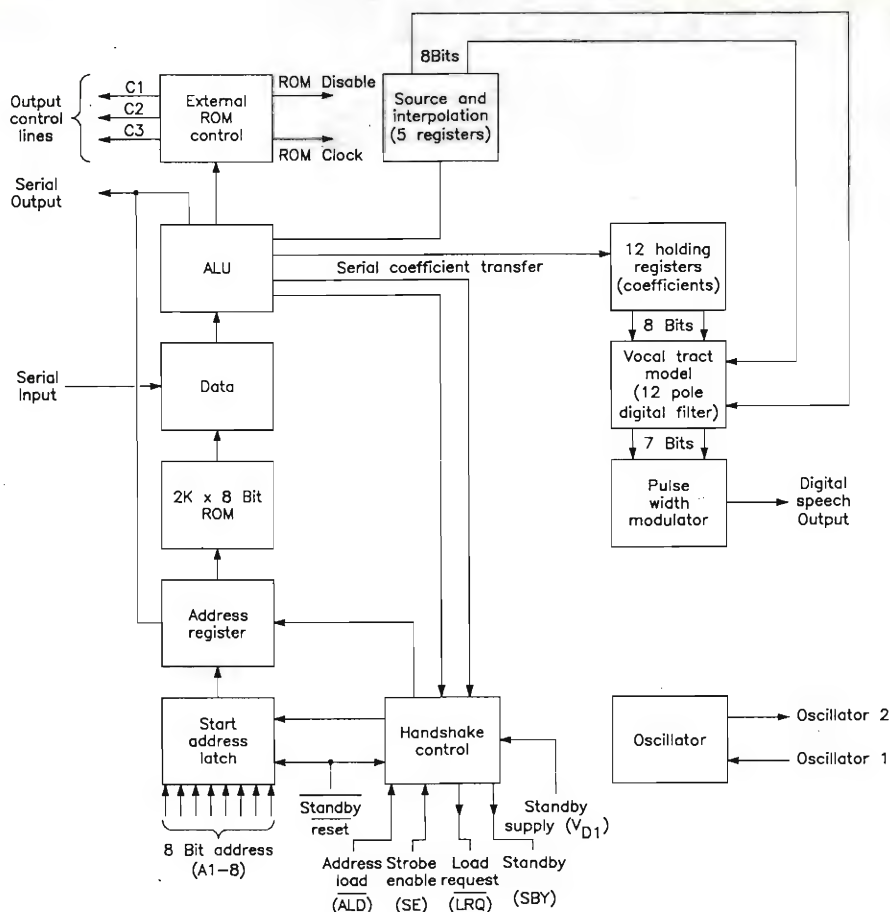 8Bits
C1
C2
C3
Output
control
lines
External
ROM
control
ROM Disable
ROM Clock
Source and
interpolation
(5 registers)
Serial
Output
ALU
Serial coefficient transfer
12 holding
registers
(coefficients)
8 Bits
Serial
Input
Data
Vocal tract
model
(12 pole
digital filter)
7 Bits
2K x 8 Bit
ROM
Pulse
width
modulator
Digital
speech
Output
Address
register
Start
address
latch
Handshake
control
Oscillator
Oscillator 2
Oscillator 1
Standby
reset
Standby
supply (VD1)
8 Bit address
(A1-8)
Address
load
(ALD)
Strobe
enable
(SE)
Load
request
(LRQ)
Standby
(SBY)